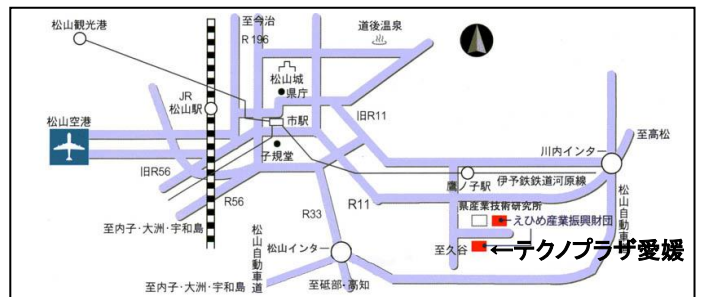 松山観光港
至今治
R196
道後温泉
松山城
県庁
JR
松山駅
市駅
旧R11
松山空港
子規堂
川内インター
至高松
旧R56
鷹ノ子駅
伊予鉄鉄道河原線
R56
R33
R11
県産業技術研究所
←えひめ産業振興財団
松山自動車道
至内子・大洲・宇和島
松山自動車道
松山インター
至久谷
←テクノプラザ愛媛
至内子・大洲・宇和島
至砥部・高知